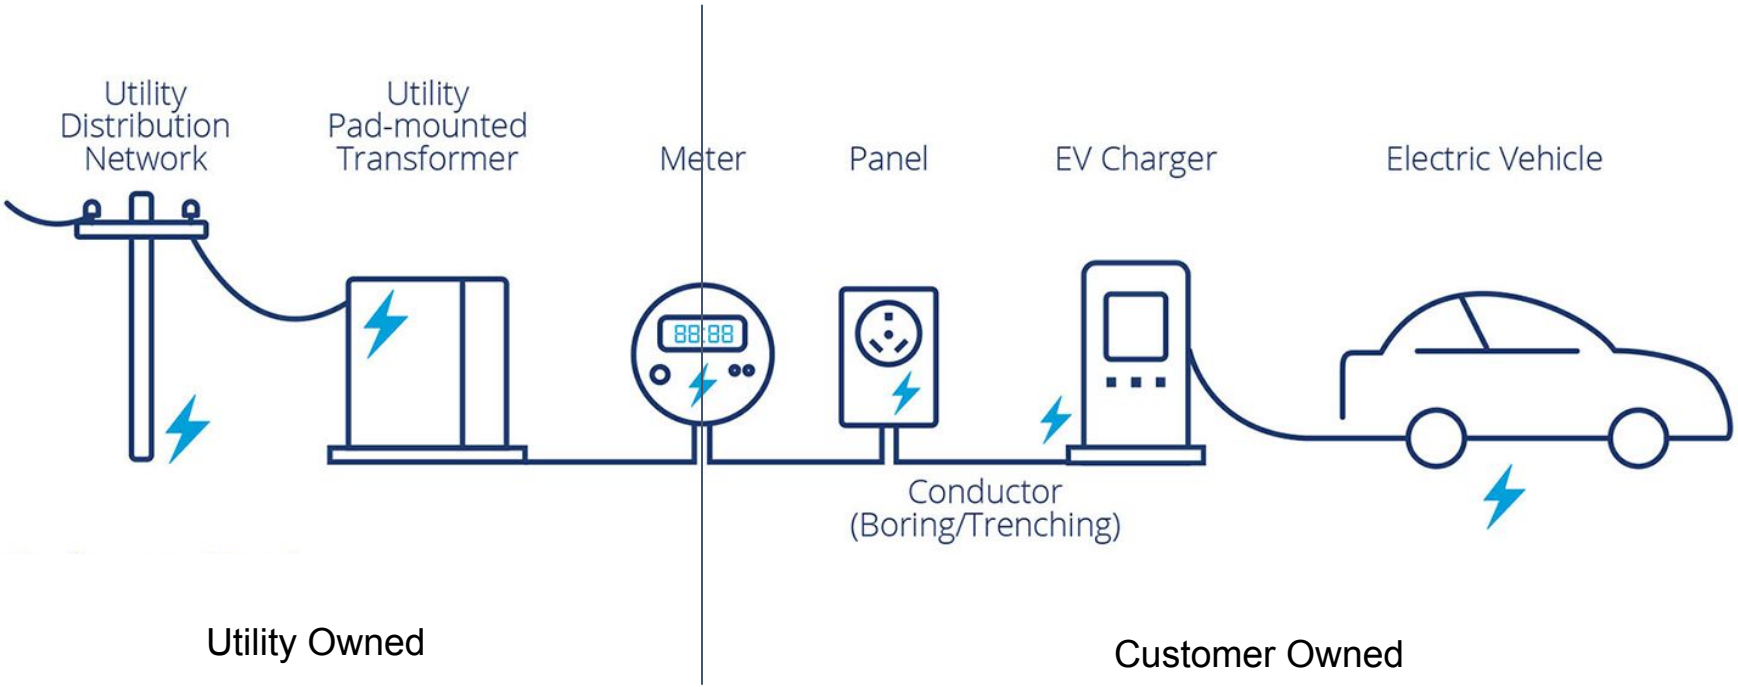 Utility
Distribution
Network
Utility
Pad-mounted
Transformer
Meter
Panel
EV Charger
Electric Vehicle
88:88
Conductor
(Boring/Trenching)
Utility Owned
Customer Owned